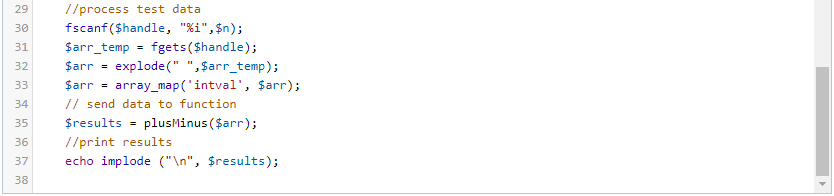 29 //process test data
30 fscanf($handle, "%i",$n);
31 $arr_temp = fgets($handle);
32 $arr = explode(" ",$arr_temp);
33 $arr = array_map('intval', $arr);
34 // send data to function
35 $results = plusMinus($arr);
36 //print results
37 echo implode ("\n", $results);
38